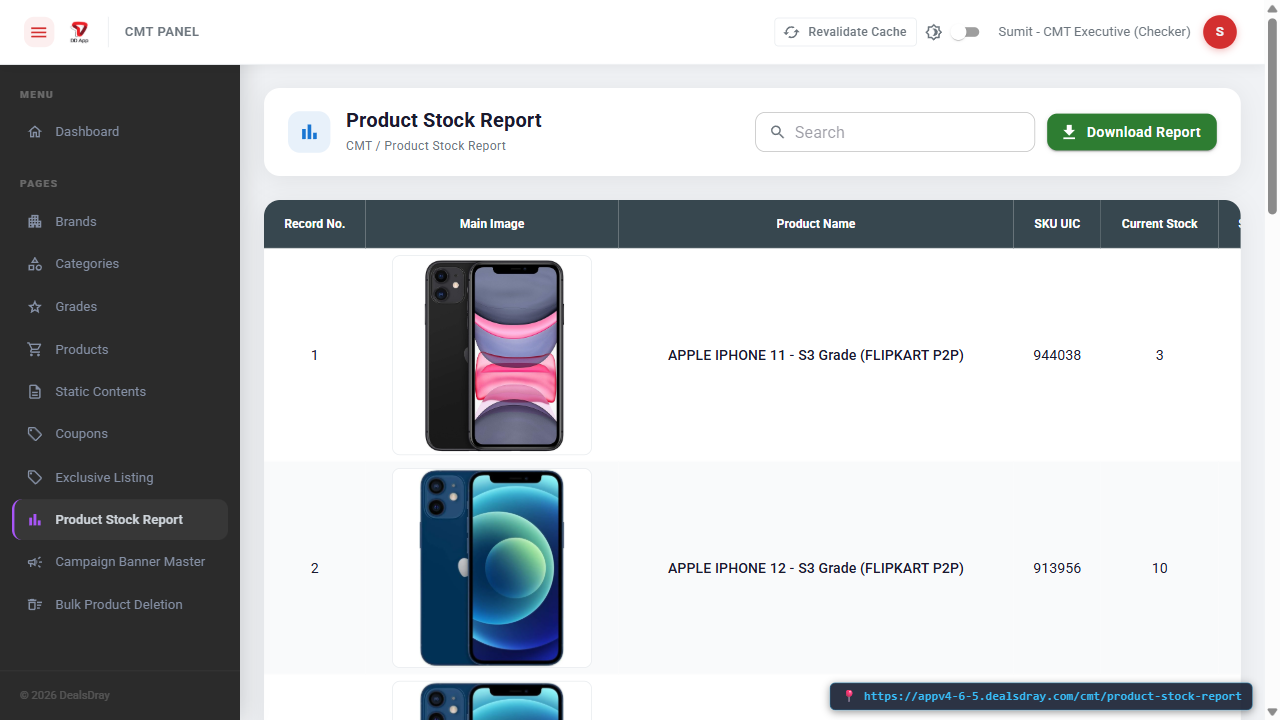 DD App
CMT PANEL
Revalidate Cache
Sumit - CMT Executive (Checker)
S
MENU
Dashboard
PAGES
Brands
Categories
Grades
Products
Static Contents
Coupons
Exclusive Listing
Product Stock Report
Campaign Banner Master
Bulk Product Deletion
© 2026 DealsDray
Product Stock Report
CMT / Product Stock Report
Search
Download Report
Record No. Main Image Product Name SKU UIC Current Stock
1 APPLE IPHONE 11 - S3 Grade (FLIPKART P2P) 944038 3
2 APPLE IPHONE 12 - S3 Grade (FLIPKART P2P) 913956 10
https://appv4-6-5.dealsdray.com/cmt/product-stock-report